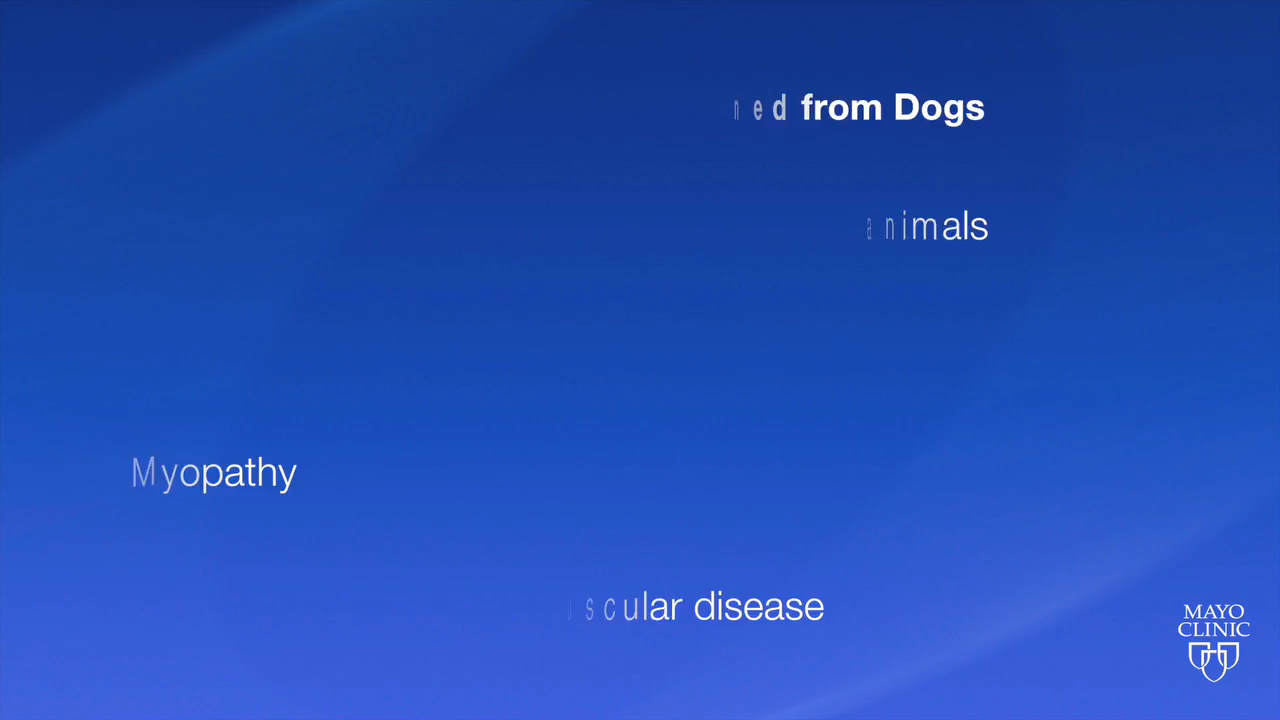 ned from Dogs
animals
Myopathy
scular disease
MAYO
CLINIC